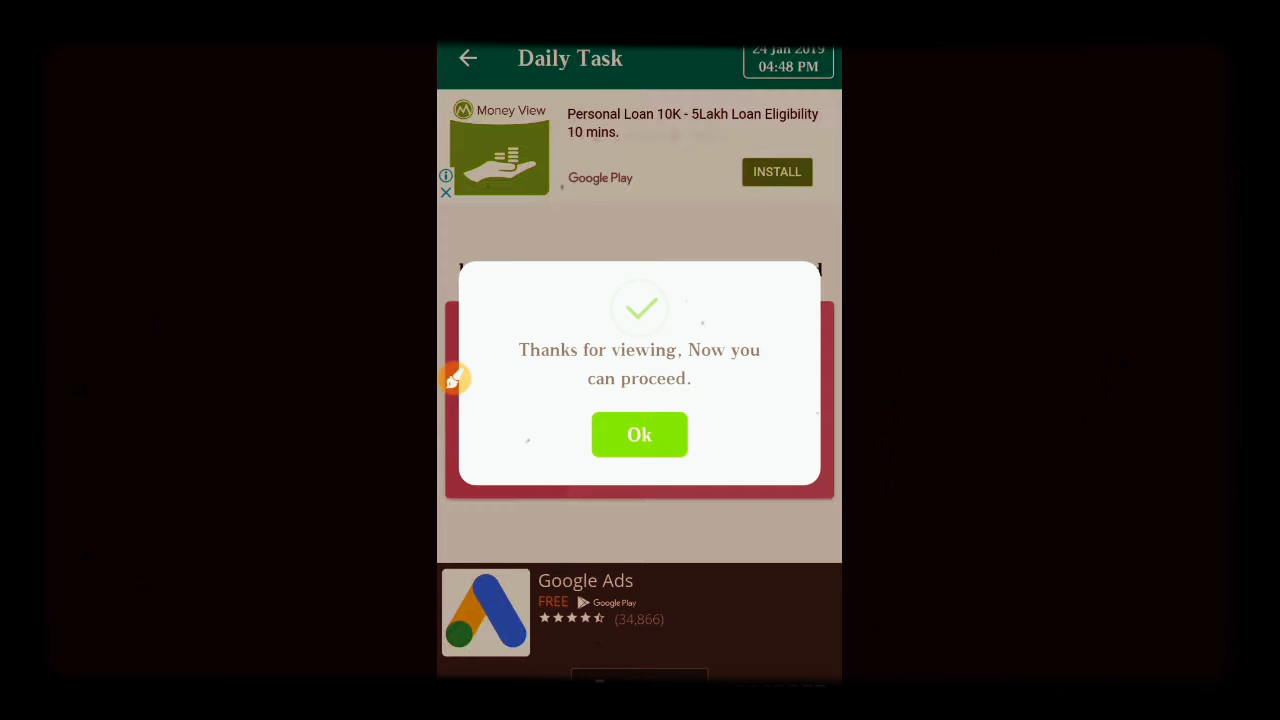 Daily Task
24 Jan 2019
04:48 PM
Money View
Personal Loan 10K - 5Lakh Loan Eligibility
10 mins.
Google Play
INSTALL
Thanks for viewing, Now you
can proceed.
Ok
Google Ads
FREE Google Play
(34,866)